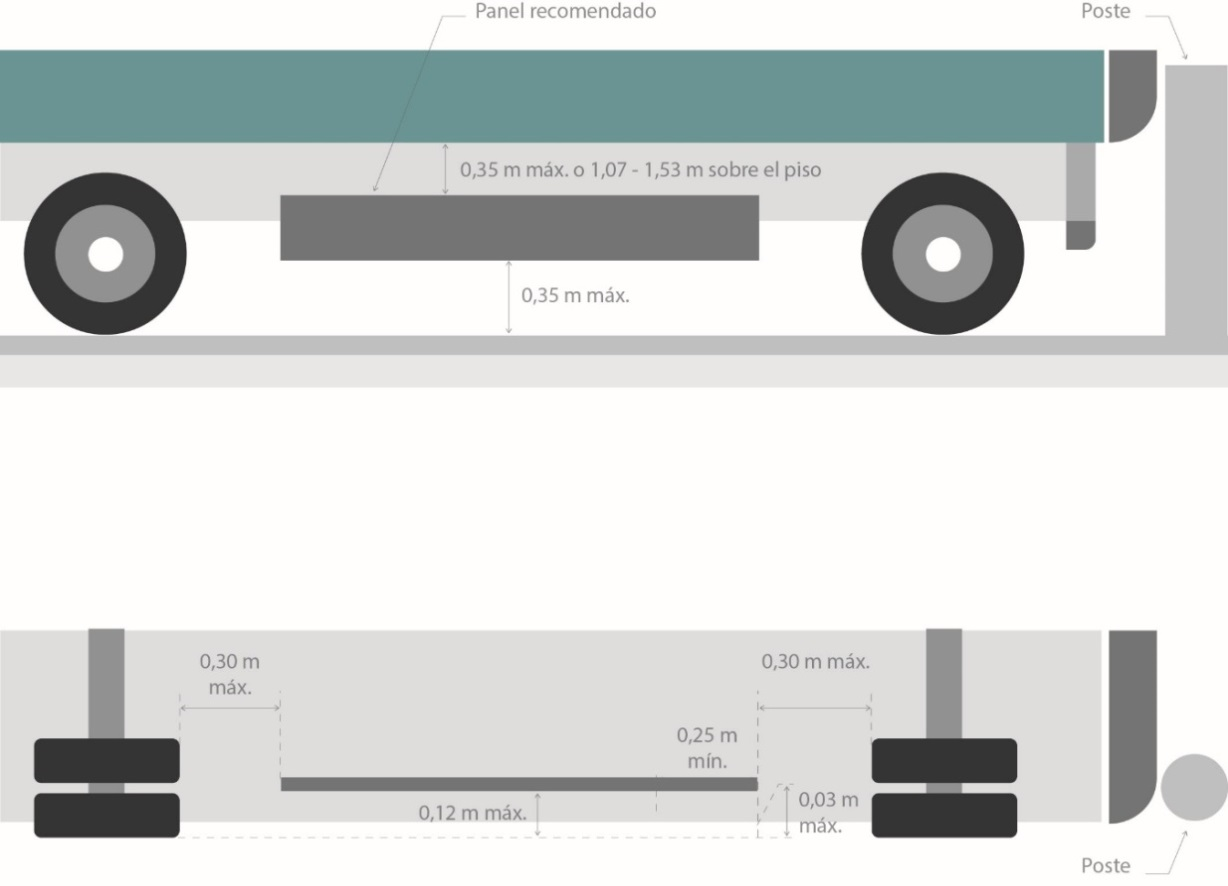 Panel recomendado
Poste
0,35 m máx. o 1,07 - 1,53 m sobre el piso
0,35 m máx.
0,30 m
máx.
0,30 m máx.
0,25 m
mín.
0,12 m máx.
0,03 m
máx.
Poste